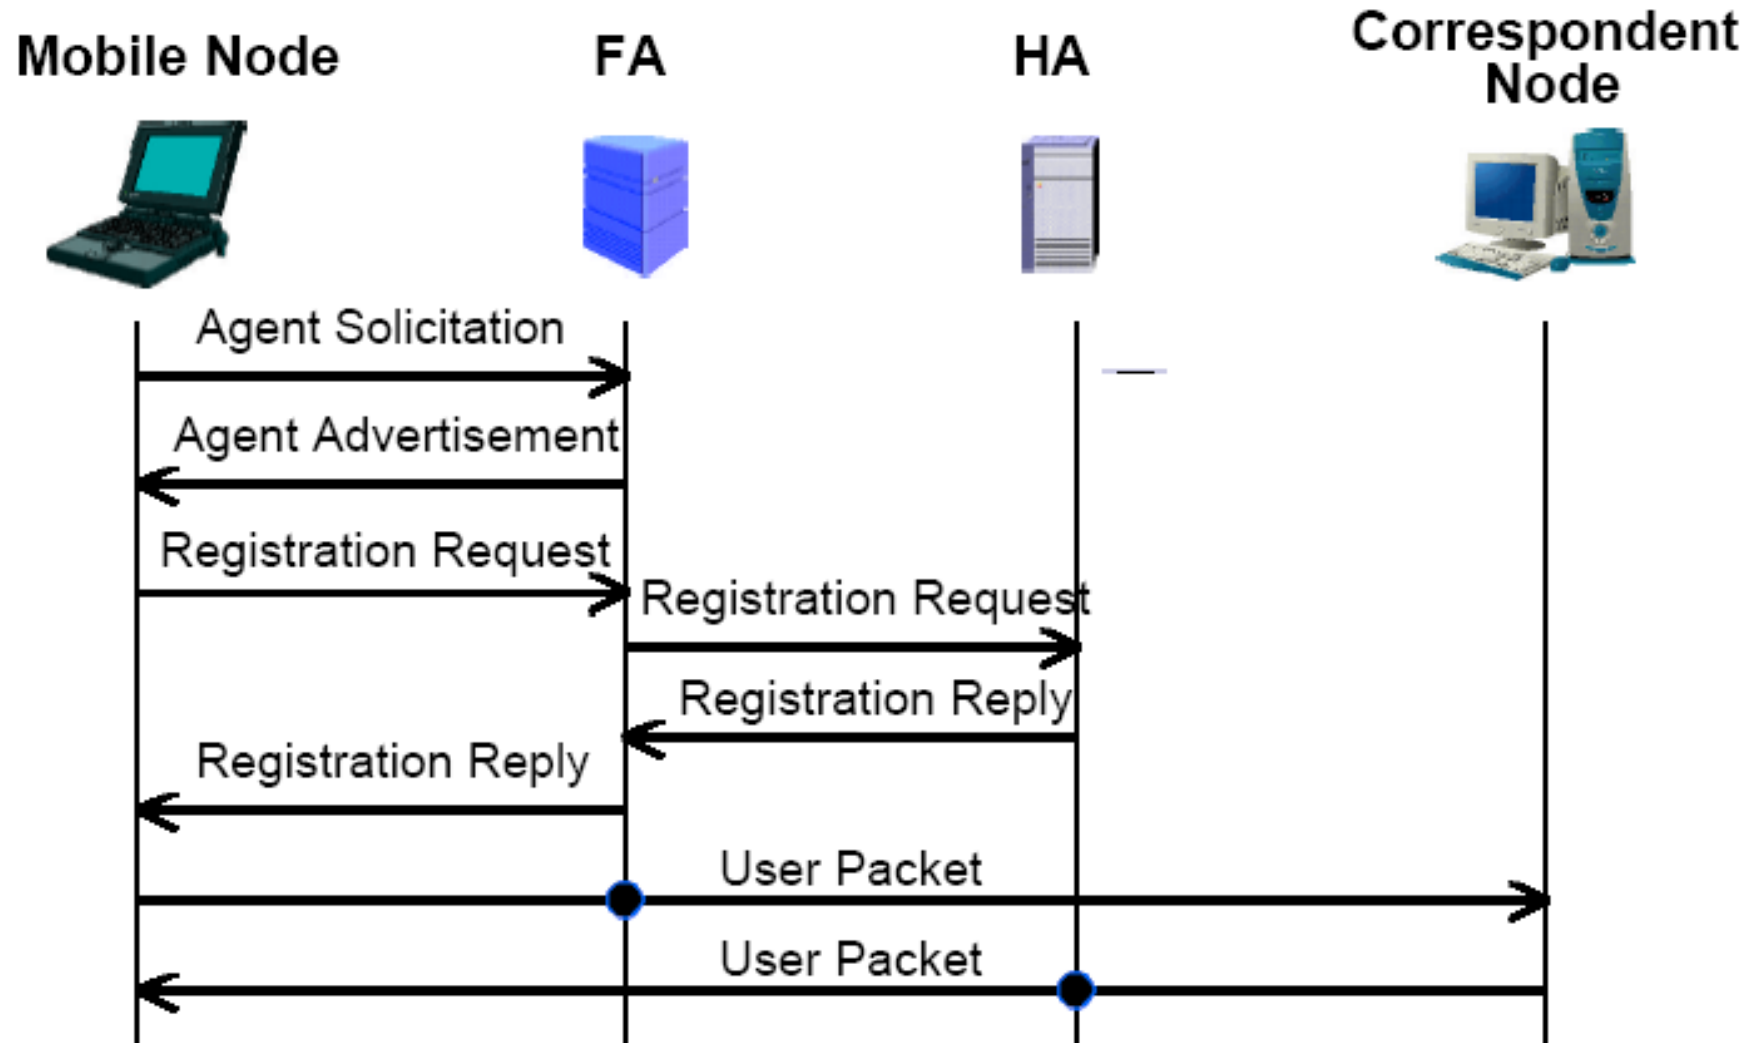 Mobile Node
FA
HA
Correspondent
Node
Agent Solicitation
Agent Advertisement
Registration Request
Registration Request
Registration Reply
Registration Reply
User Packet
User Packet